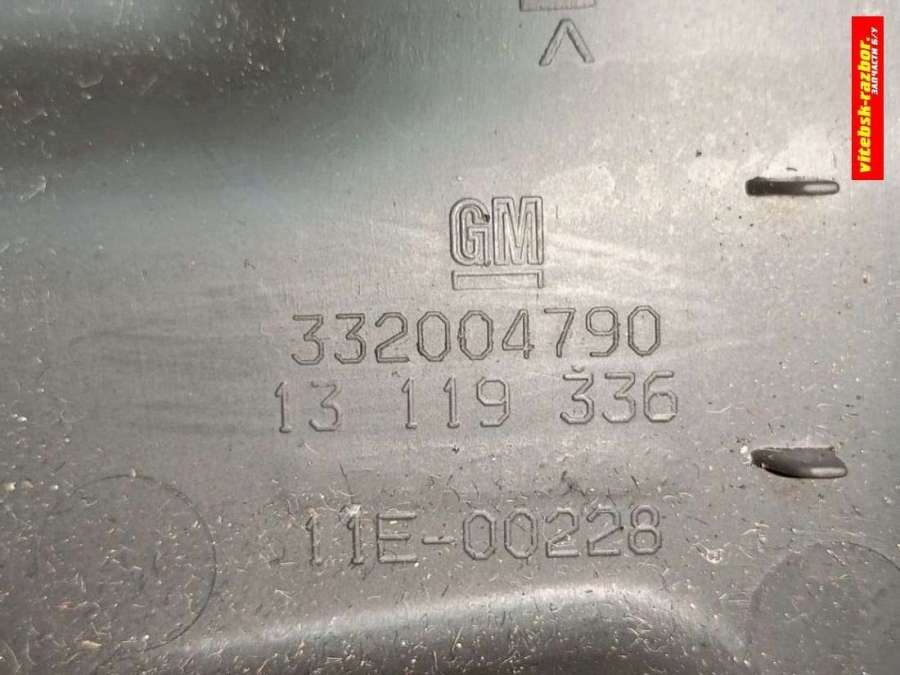 GM
332004790
13 119 336
11E-00228
vitebsk-razbor.
ЗАПЧАСТИ Б/У